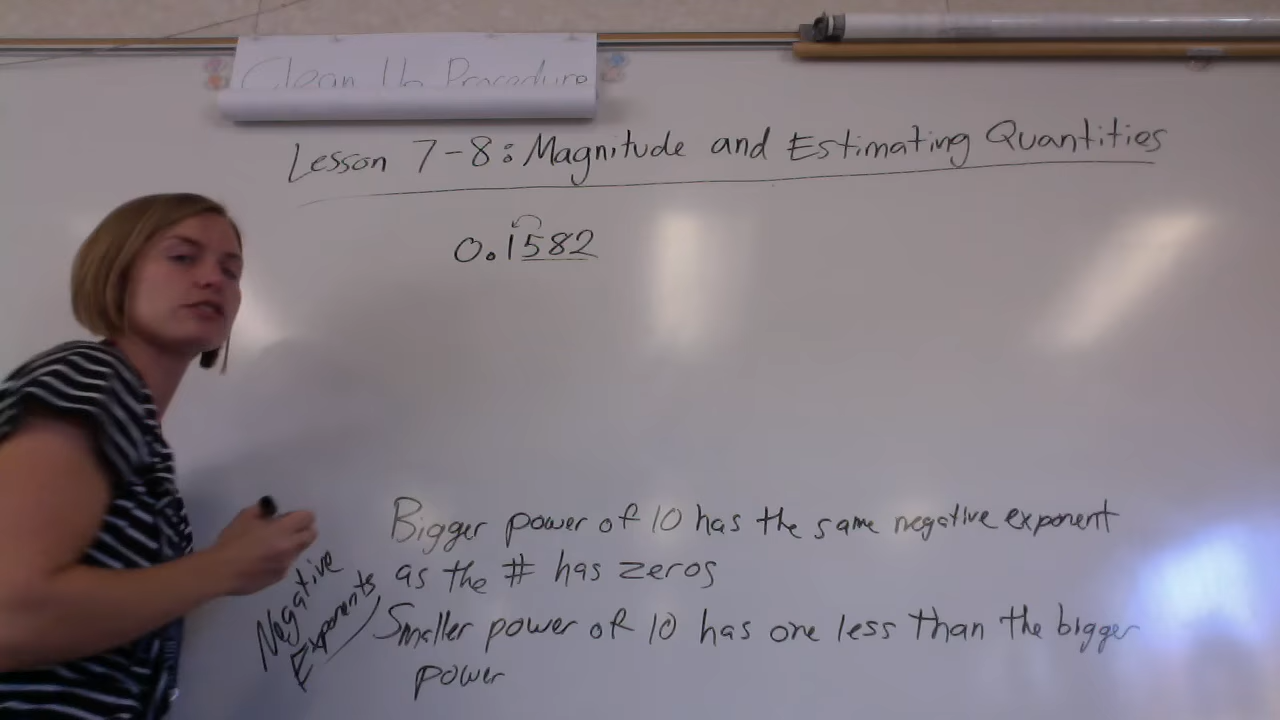 Clean Up Procedure
Lesson 7-8: Magnitude and Estimating Quantities
0.1582
Bigger power of 10 has the same negative exponent
as the # has zeros
Negative
Exponents
Smaller power of 10 has one less than the bigger
power